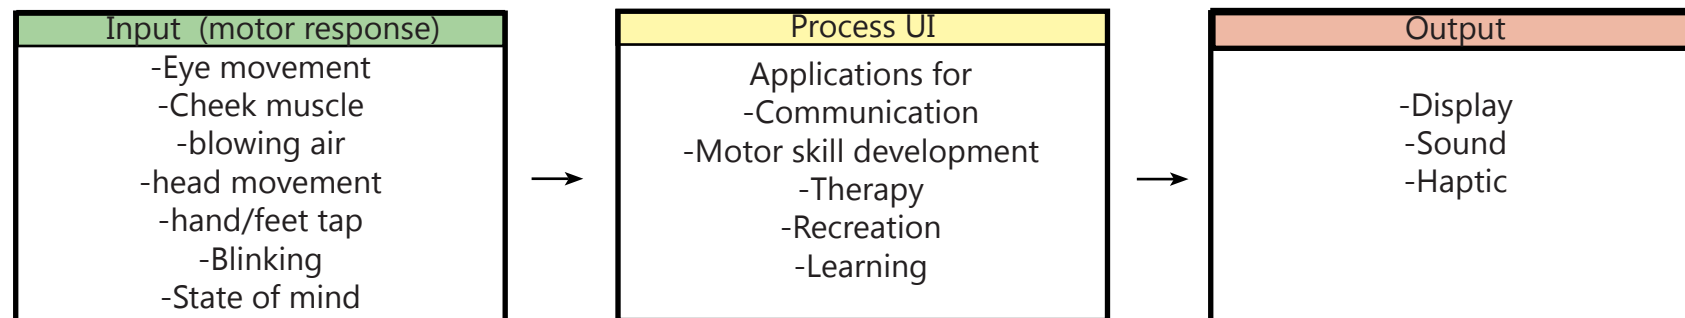 Input  (motor response)
-Eye movement
-Cheek muscle
-blowing air
-head movement
-hand/feet tap
-Blinking
-State of mind
Process UI
Applications for
-Communication
-Motor skill development
-Therapy
-Recreation
-Learning
Output
-Display
-Sound
-Haptic